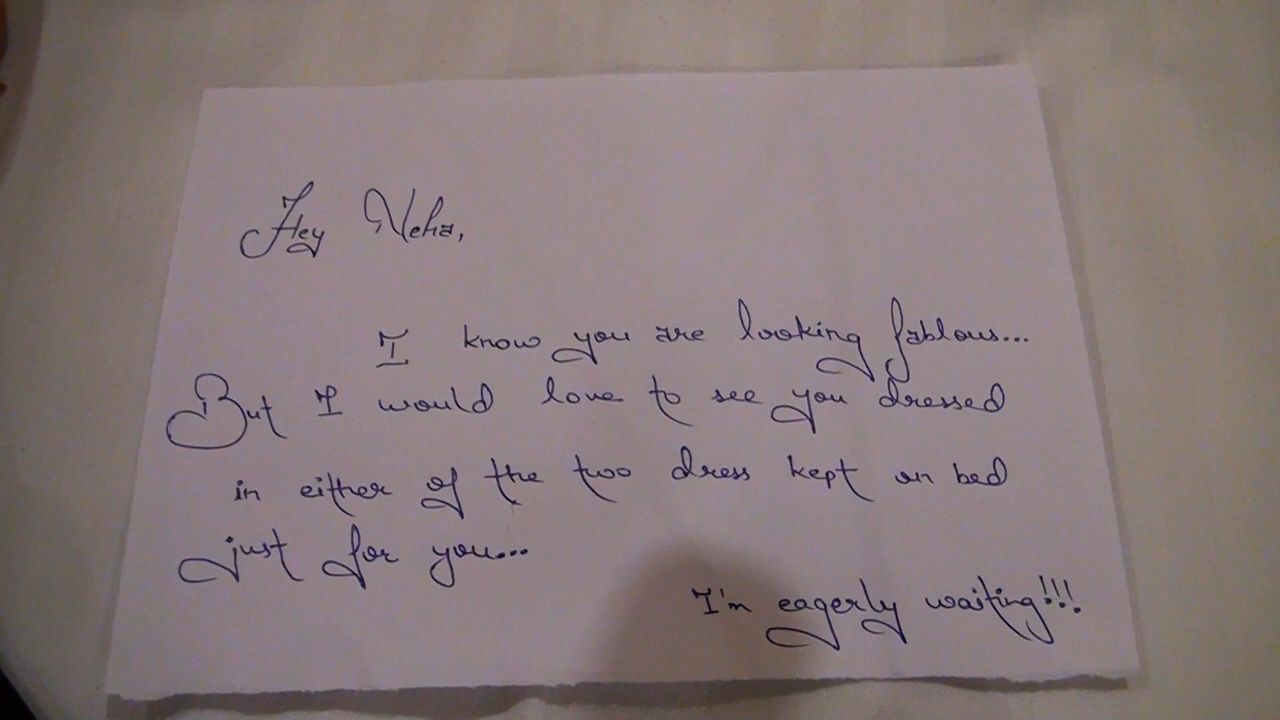 Hey Neha,
I know you are looking fablous...
But I would love to see you dressed
in either of the two dress kept on bed
just for you...
I'm eagerly waiting!!!